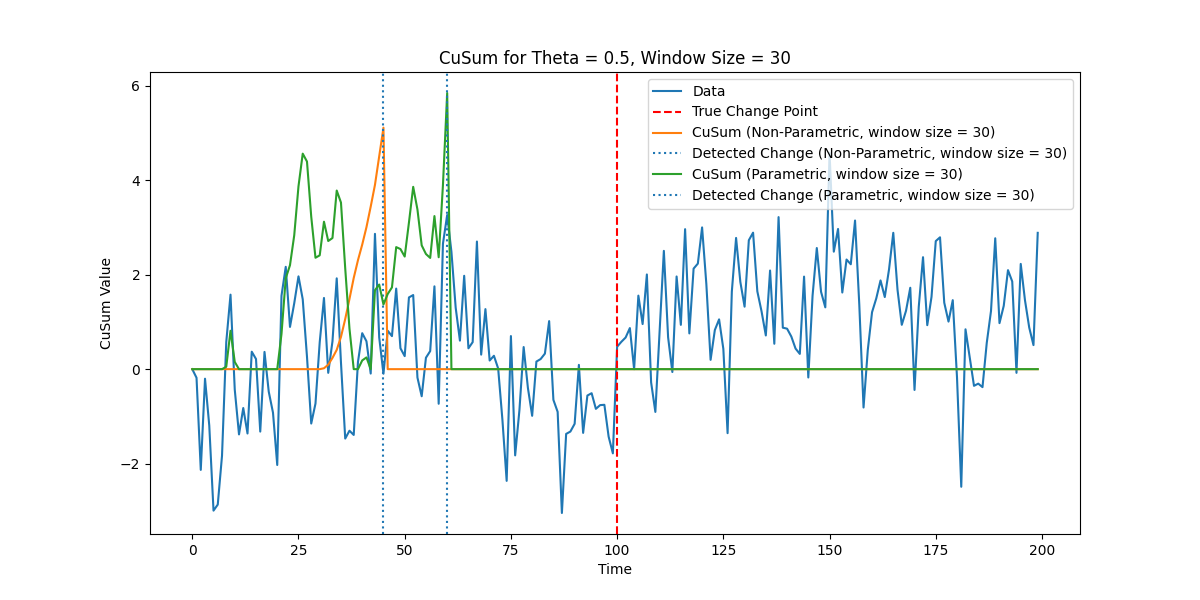 CuSum for Theta = 0.5, Window Size = 30
Data
True Change Point
CuSum (Non-Parametric, window size = 30)
Detected Change (Non-Parametric, window size = 30)
CuSum (Parametric, window size = 30)
Detected Change (Parametric, window size = 30)
CuSum Value
6
4
2
0
−2
0
25
50
75
100
125
150
175
200
Time